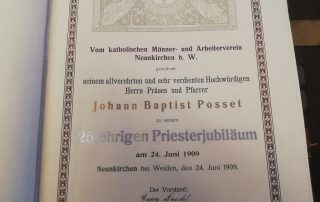 Vom katholischen Männer- und Arbeiterverein
Neunkirchen b. W.
gewidmet
seinem allverehrten und sehr verdienten Hochwürdigen
Herrn Präses und Pfarrer
Johann Baptist Posset
zu seinem
25jährigen Priesterjubiläum
am 24. Juni 1909
Neunkirchen bei Weiden, den 24. Juni 1909.
Der Vorstand:
Georg